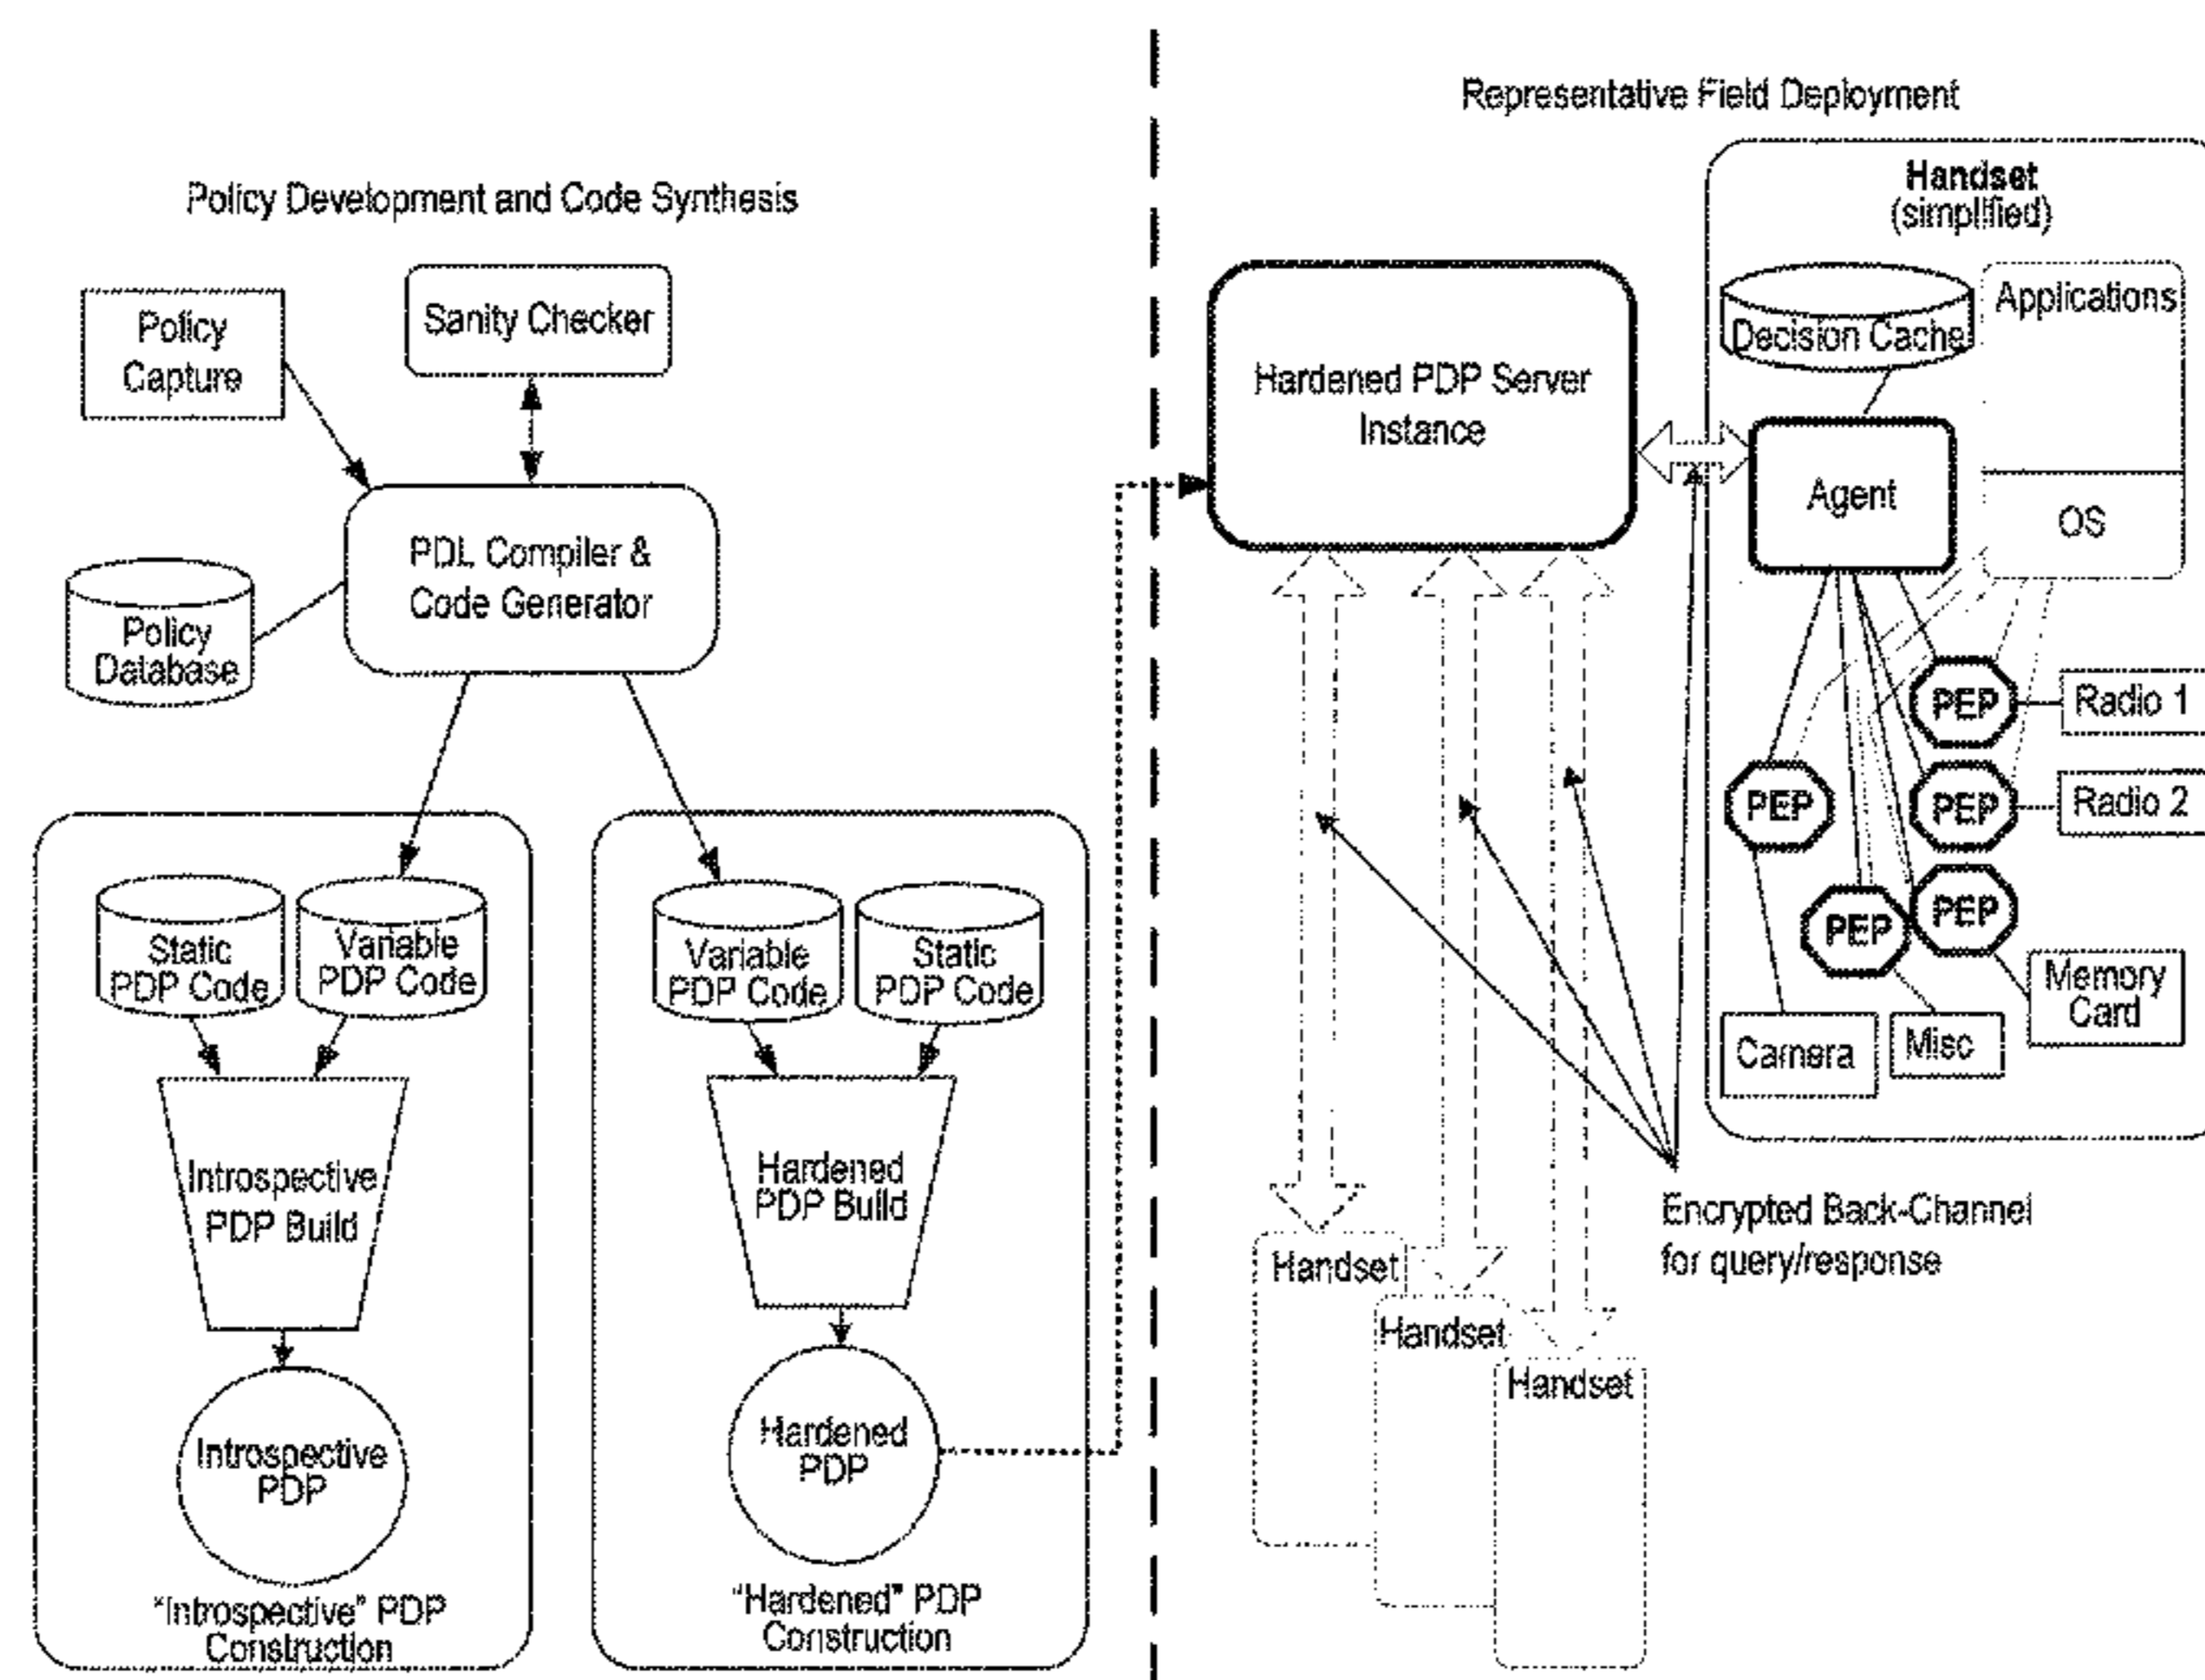 Policy Development and Code Synthesis
Policy
Capture
Sanity Checker
PDL Compiler &
Code Generator
Policy
Database
Static
PDP Code
Variable
PDP Code
Introspective
PDP Build
Introspective
PDP
"Introspective" PDP
Construction
Variable
PDP Code
Static
PDP Code
Hardened
PDP Build
Hardened
PDP
"Hardened" PDP
Construction
Representative Field Deployment
Hardened PDP Server
Instance
Handset
(simplified)
Decision Cache
Applications
Agent
OS
PEP
Radio 1
PEP
PEP
Radio 2
PEP
PEP
Memory
Card
Camera
Misc
Encrypted Back-Channel
for query/response
Handset
Handset
Handset